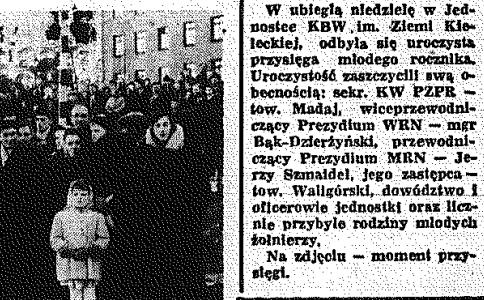 W ubiegłą niedzielę w Jed-
nostce KBW im. Ziemi Kie-
leckiej, odbyła się uroczysta
przysięga młodego rocznika.
Uroczystość zaszczycili swą o-
becnością: sekr. KW PZPR —
tow. Madaj, wiceprzewodni-
czący Prezydium WRN — mgr
Bąk-Dzierżyński, przewodni-
czący Prezydium MRN — Je-
rzy Szmaidel, jego zastępca —
tow. Waligórski, dowództwo i
oficerowie jednostki oraz licz-
nie przybyłe rodziny młodych
żołnierzy.
Na zdjęciu — moment przy-
sięgi.